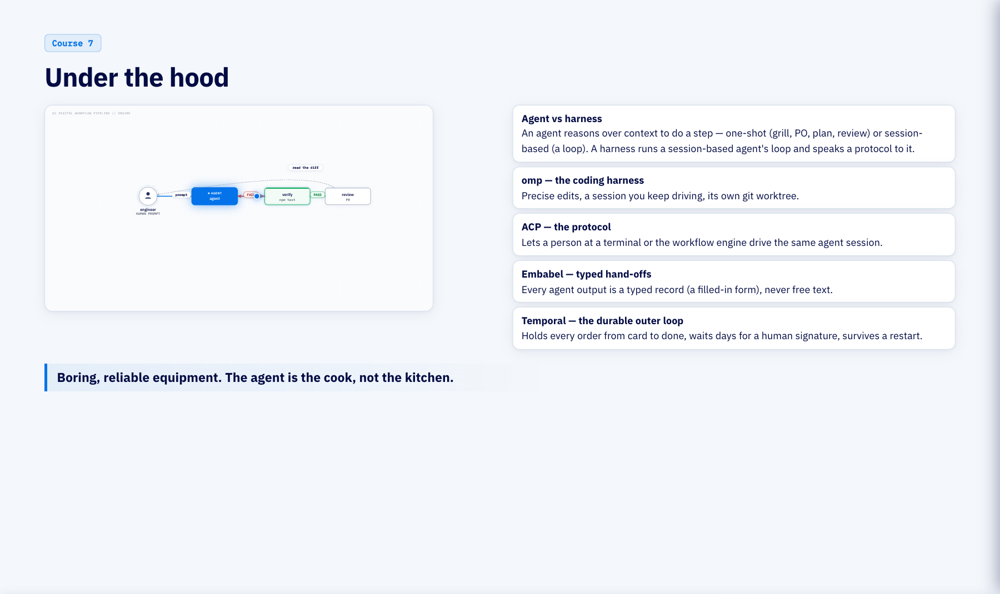 Course 7
Under the hood
SC DIGITAL WORKFLOW PIPELINE // ENGINE
read the diff
prompt
AGENT
agent
FAIL
verify
npm test
PASS
review
PR
engineer
HUMAN PROMPT
Agent vs harness
An agent reasons over context to do a step — one-shot (grill, PO, plan, review) or session-
based (a loop). A harness runs a session-based agent's loop and speaks a protocol to it.
omp — the coding harness
Precise edits, a session you keep driving, its own git worktree.
ACP — the protocol
Lets a person at a terminal or the workflow engine drive the same agent session.
Embabel — typed hand-offs
Every agent output is a typed record (a filled-in form), never free text.
Temporal — the durable outer loop
Holds every order from card to done, waits days for a human signature, survives a restart.
Boring, reliable equipment. The agent is the cook, not the kitchen.